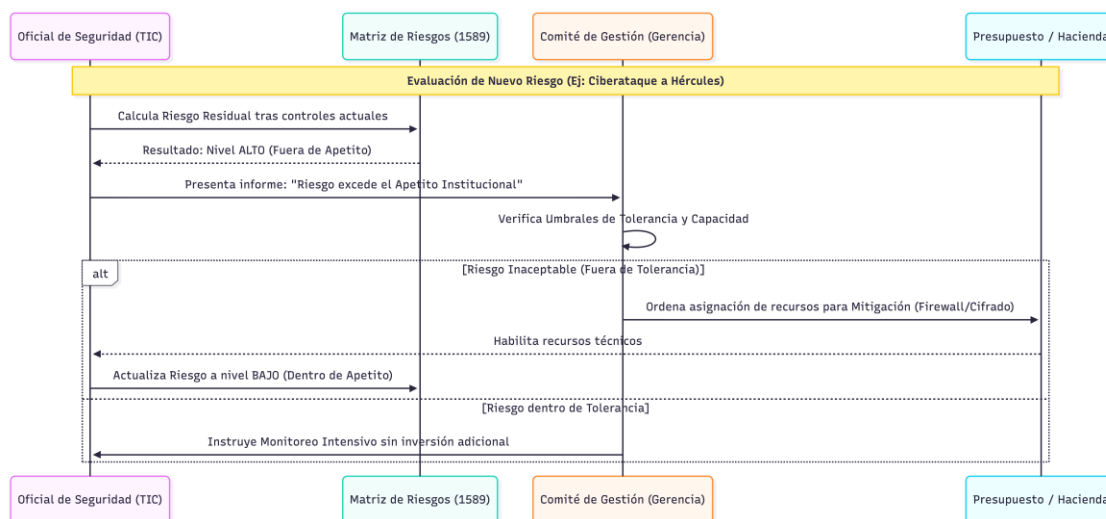 Oficial de Seguridad (TIC)
Matriz de Riesgos (1589)
Comité de Gestión (Gerencia)
Presupuesto / Hacienda
Evaluación de Nuevo Riesgo (Ej: Ciberataque a Hércules)
Calcula Riesgo Residual tras controles actuales
Resultado: Nivel ALTO (Fuera de Apetito)
Presenta informe: "Riesgo excede el Apetito Institucional"
Verifica Umbrales de Tolerancia y Capacidad
alt
[Riesgo Inaceptable (Fuera de Tolerancia)]
Ordena asignación de recursos para Mitigación (Firewall/Cifrado)
Habilita recursos técnicos
Actualiza Riesgo a nivel BAJO (Dentro de Apetito)
[Riesgo dentro de Tolerancia]
Instruye Monitoreo Intensivo sin inversión adicional
Oficial de Seguridad (TIC)
Matriz de Riesgos (1589)
Comité de Gestión (Gerencia)
Presupuesto / Hacienda